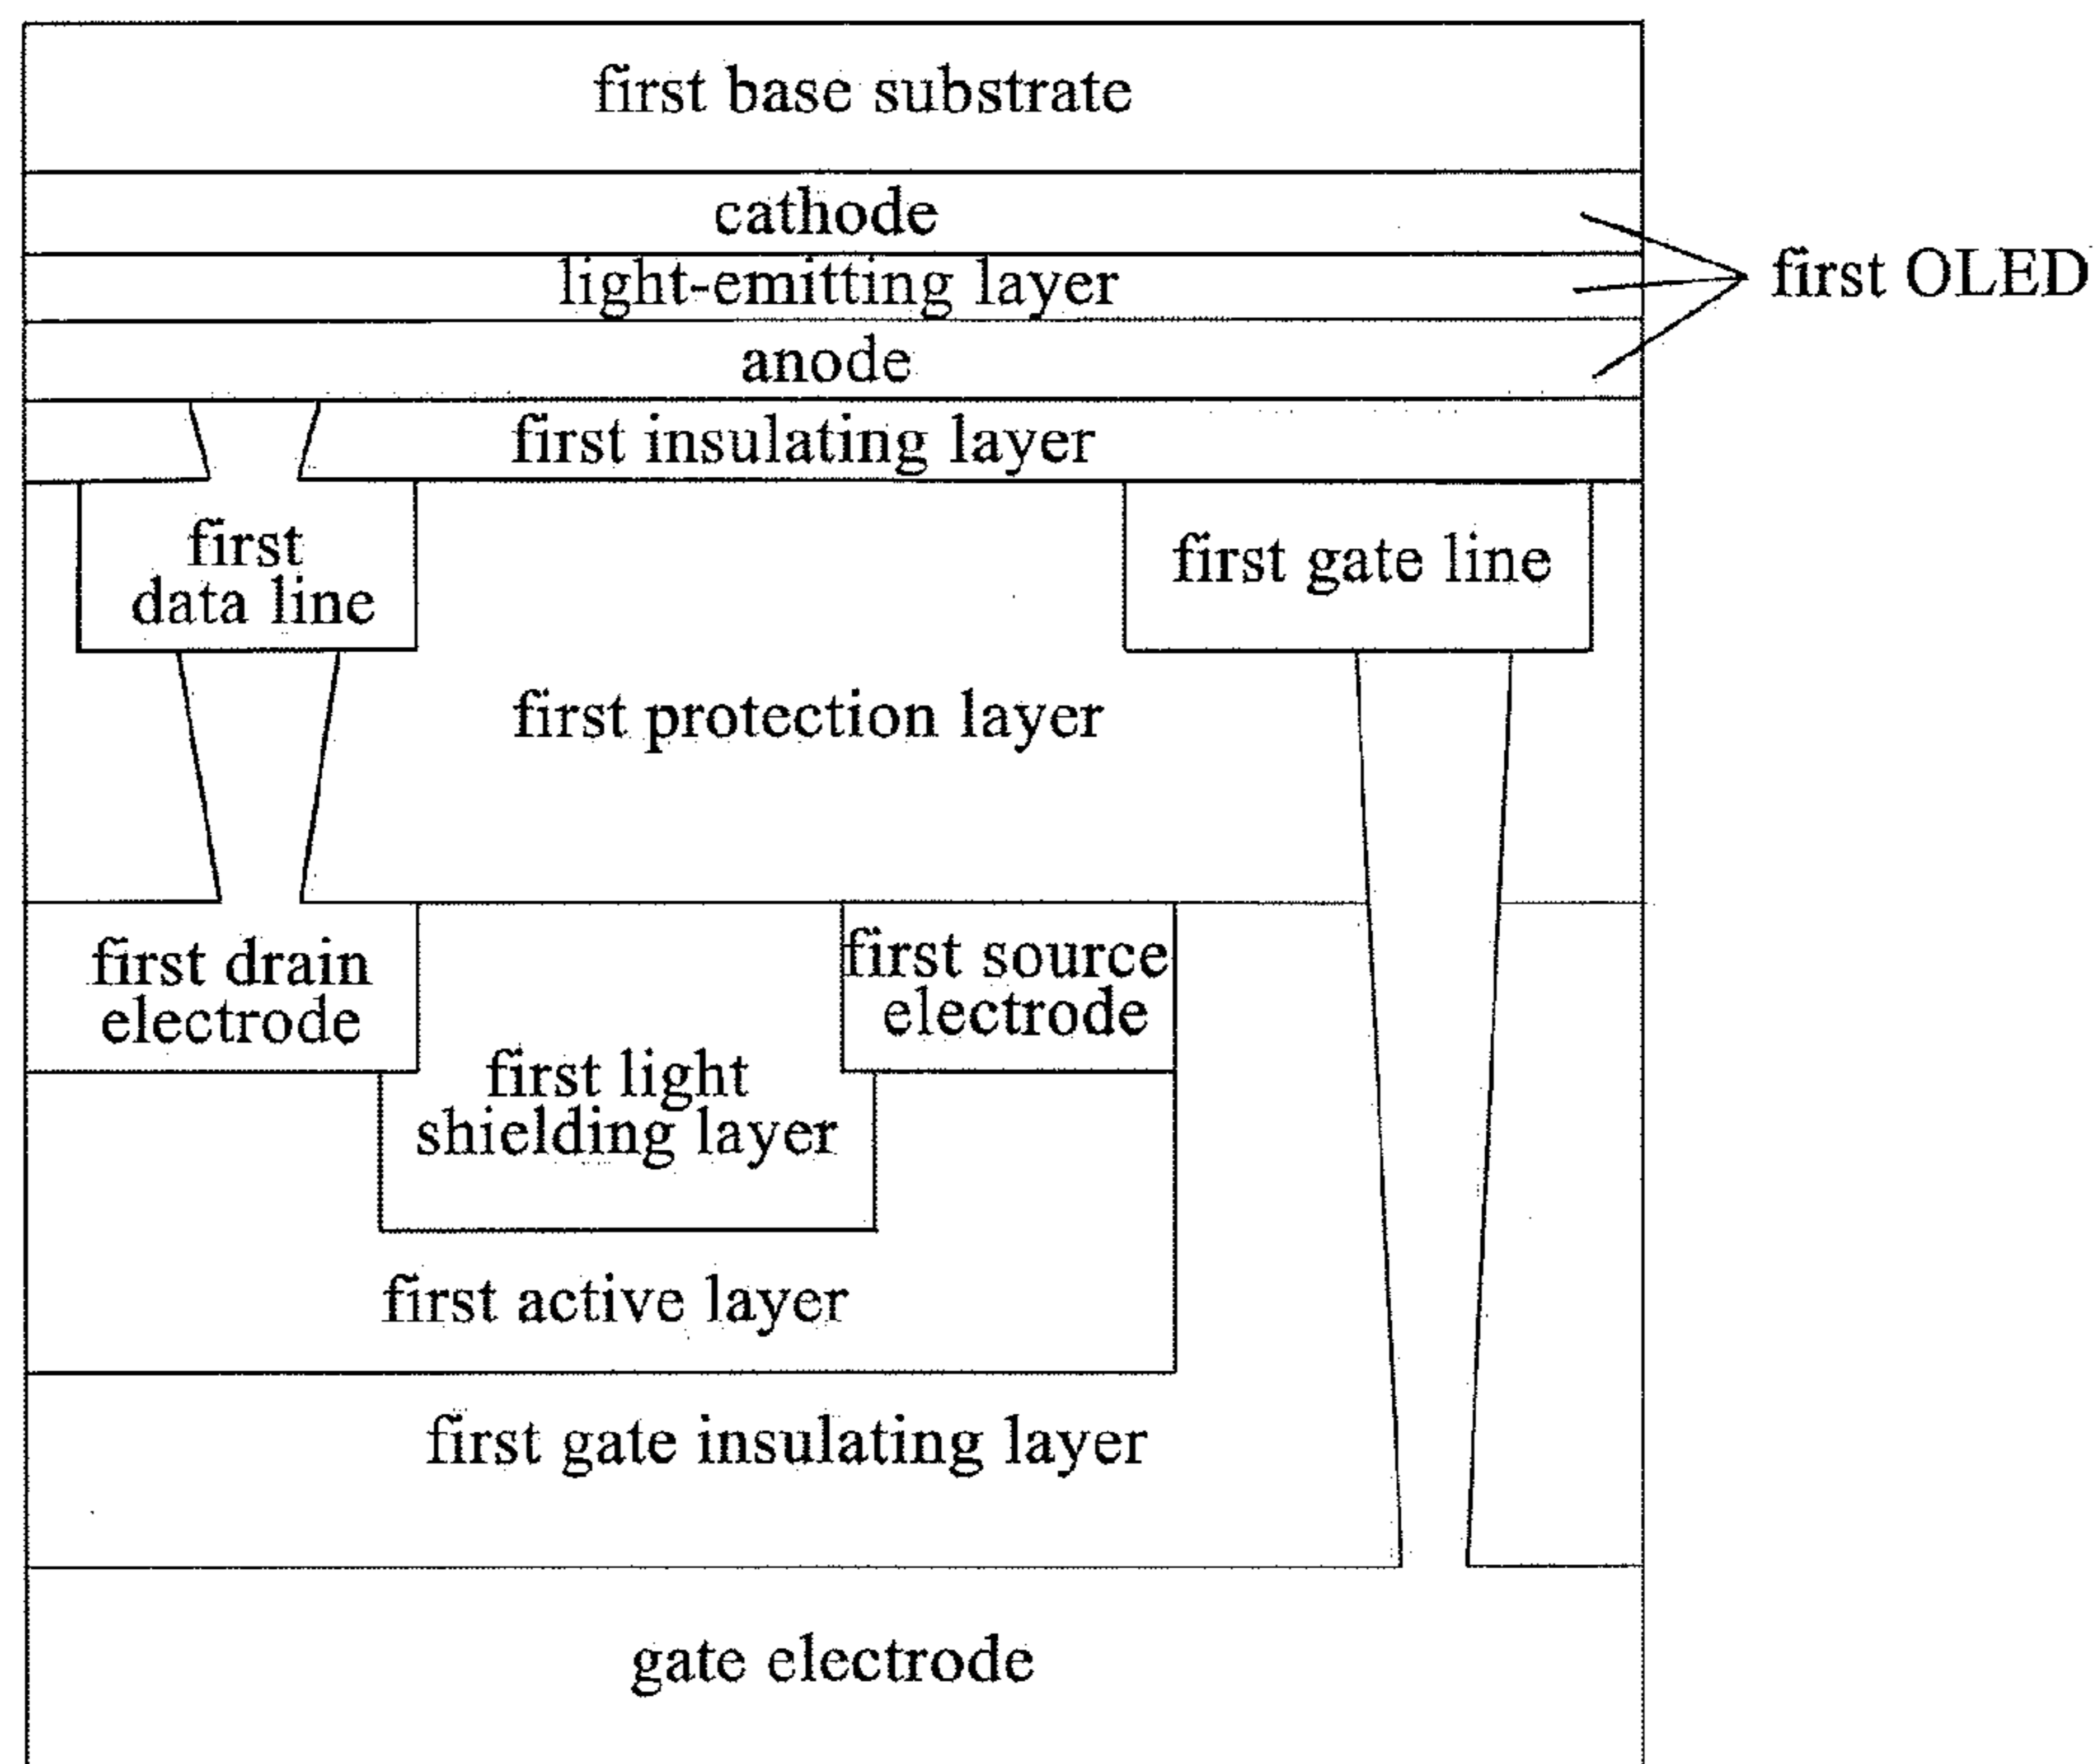 first base substrate
cathode
light-emitting layer
first OLED
anode
first insulating layer
first
data line
first gate line
first protection layer
first drain
electrode
first source
electrode
first light
shielding layer
first active layer
first gate insulating layer
gate electrode